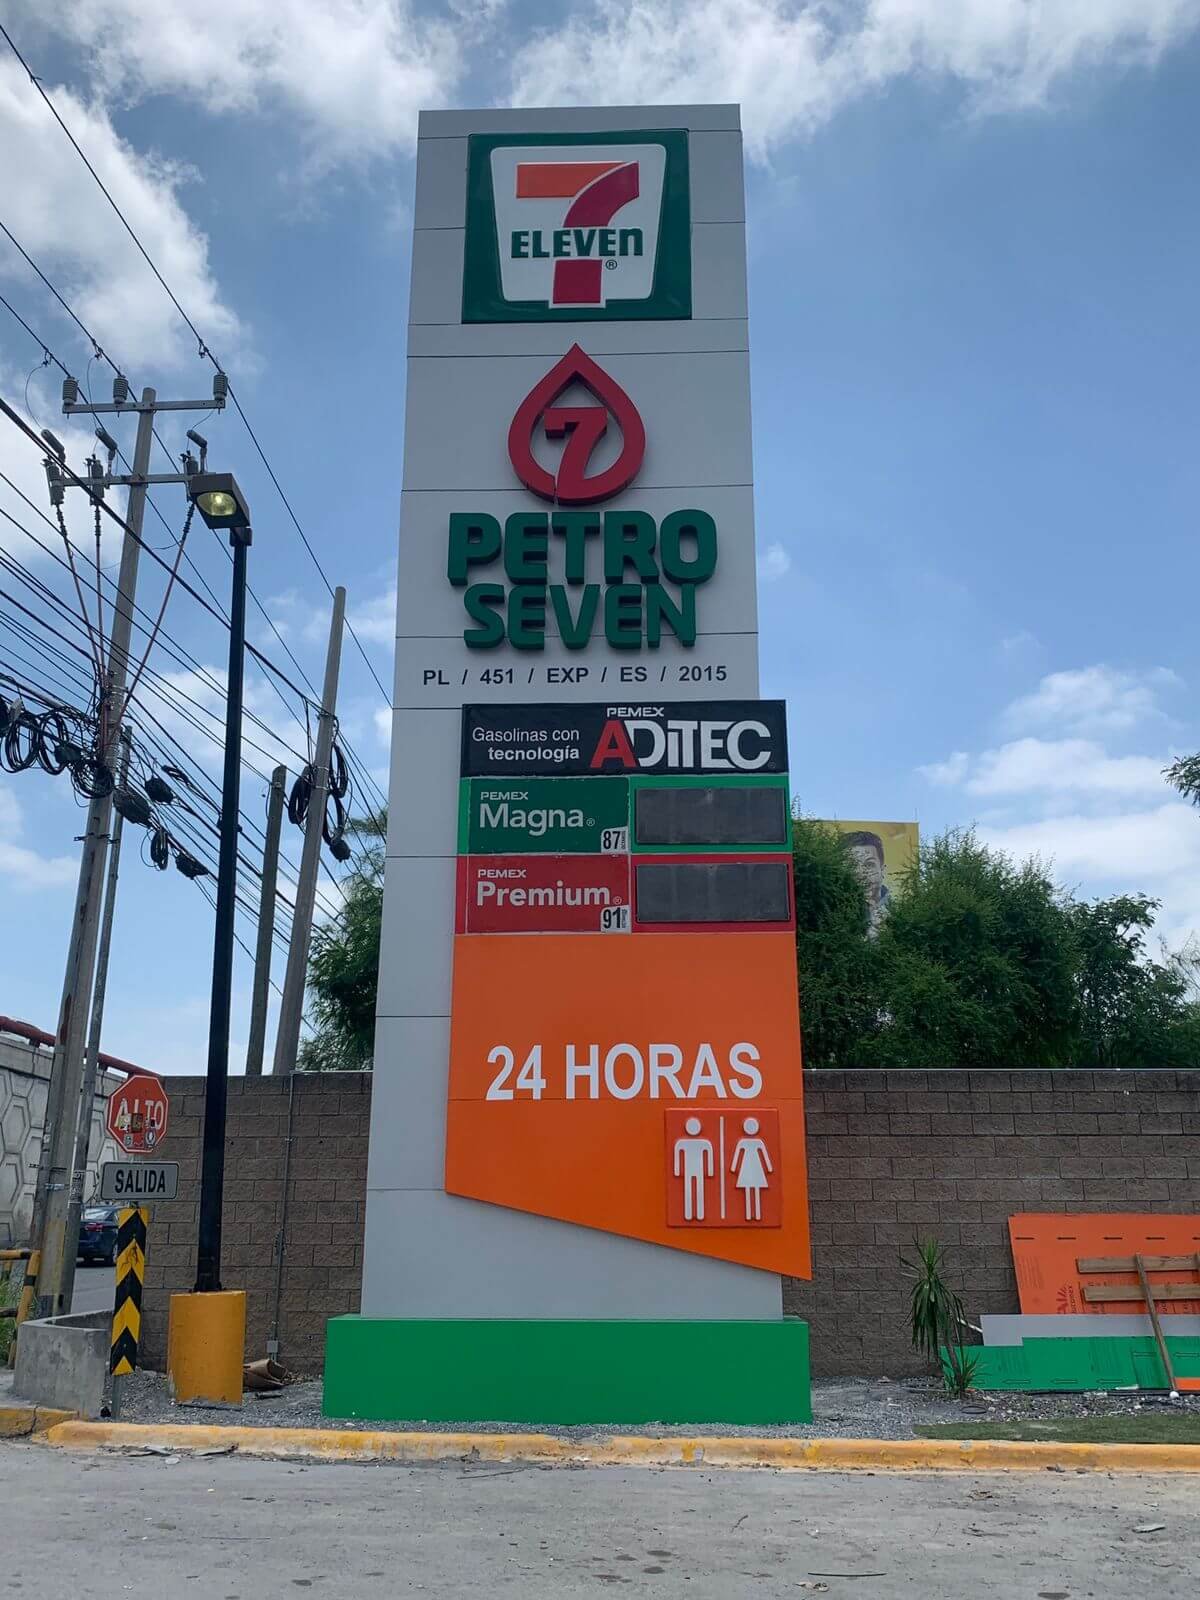 7
ELEVEN
®
7
PETRO
SEVEN
PL / 451 / EXP / ES / 2015
Gasolinas con
tecnología
PEMEX
ADITEC
PEMEX
Magna®
87
PEMEX
Premium®
91
24 HORAS
ALTO
SALIDA